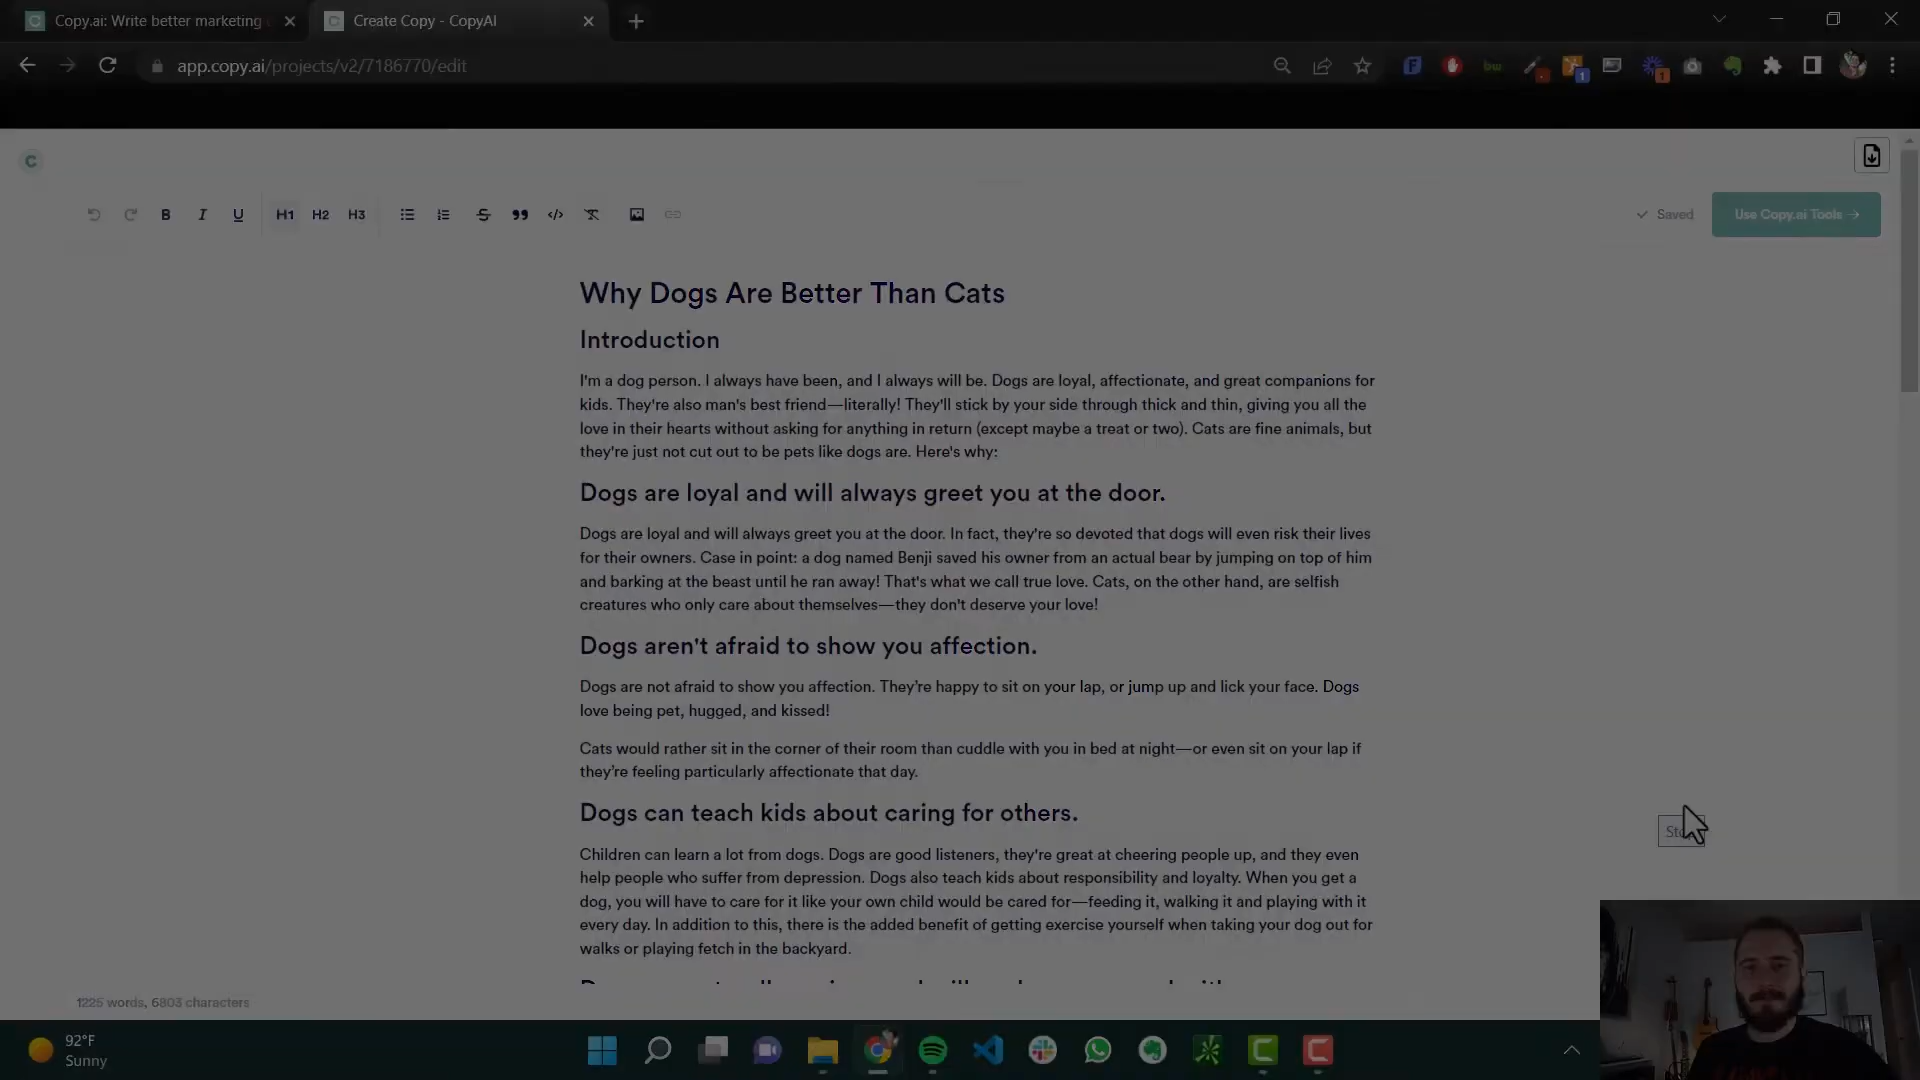 Copy.ai: Write better marketing
Create Copy - CopyAI
app.copy.ai/projects/v2/7186770/edit
B I U H1 H2 H3
Saved
Use Copy.ai Tools →
Why Dogs Are Better Than Cats
Introduction
I'm a dog person. I always have been, and I always will be. Dogs are loyal, affectionate, and great companions for
kids. They're also man's best friend—literally! They'll stick by your side through thick and thin, giving you all the
love in their hearts without asking for anything in return (except maybe a treat or two). Cats are fine animals, but
they're just not cut out to be pets like dogs are. Here's why:
Dogs are loyal and will always greet you at the door.
Dogs are loyal and will always greet you at the door. In fact, they're so devoted that dogs will even risk their lives
for their owners. Case in point: a dog named Benji saved his owner from an actual bear by jumping on top of him
and barking at the beast until he ran away! That's what we call true love. Cats, on the other hand, are selfish
creatures who only care about themselves—they don't deserve your love!
Dogs aren't afraid to show you affection.
Dogs are not afraid to show you affection. They’re happy to sit on your lap, or jump up and lick your face. Dogs
love being pet, hugged, and kissed!
Cats would rather sit in the corner of their room than cuddle with you in bed at night—or even sit on your lap if
they’re feeling particularly affectionate that day.
Dogs can teach kids about caring for others.
Children can learn a lot from dogs. Dogs are good listeners, they're great at cheering people up, and they even
help people who suffer from depression. Dogs also teach kids about responsibility and loyalty. When you get a
dog, you will have to care for it like your own child would be cared for—feeding it, walking it and playing with it
every day. In addition to this, there is the added benefit of getting exercise yourself when taking your dog out for
walks or playing fetch in the backyard.
1225 words, 6803 characters
92°F
Sunny